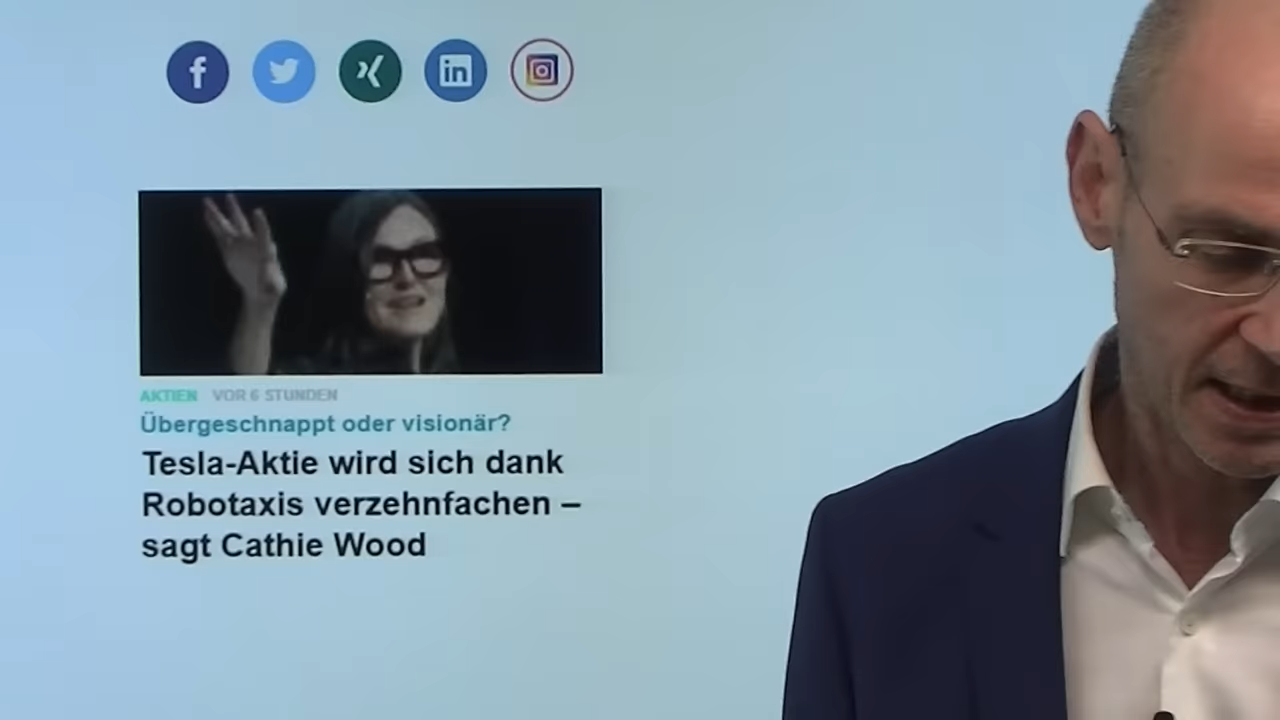 AKTIEN VOR 6 STUNDEN
Übergeschnappt oder visionär?
Tesla-Aktie wird sich dank
Robotaxis verzehnfachen –
sagt Cathie Wood